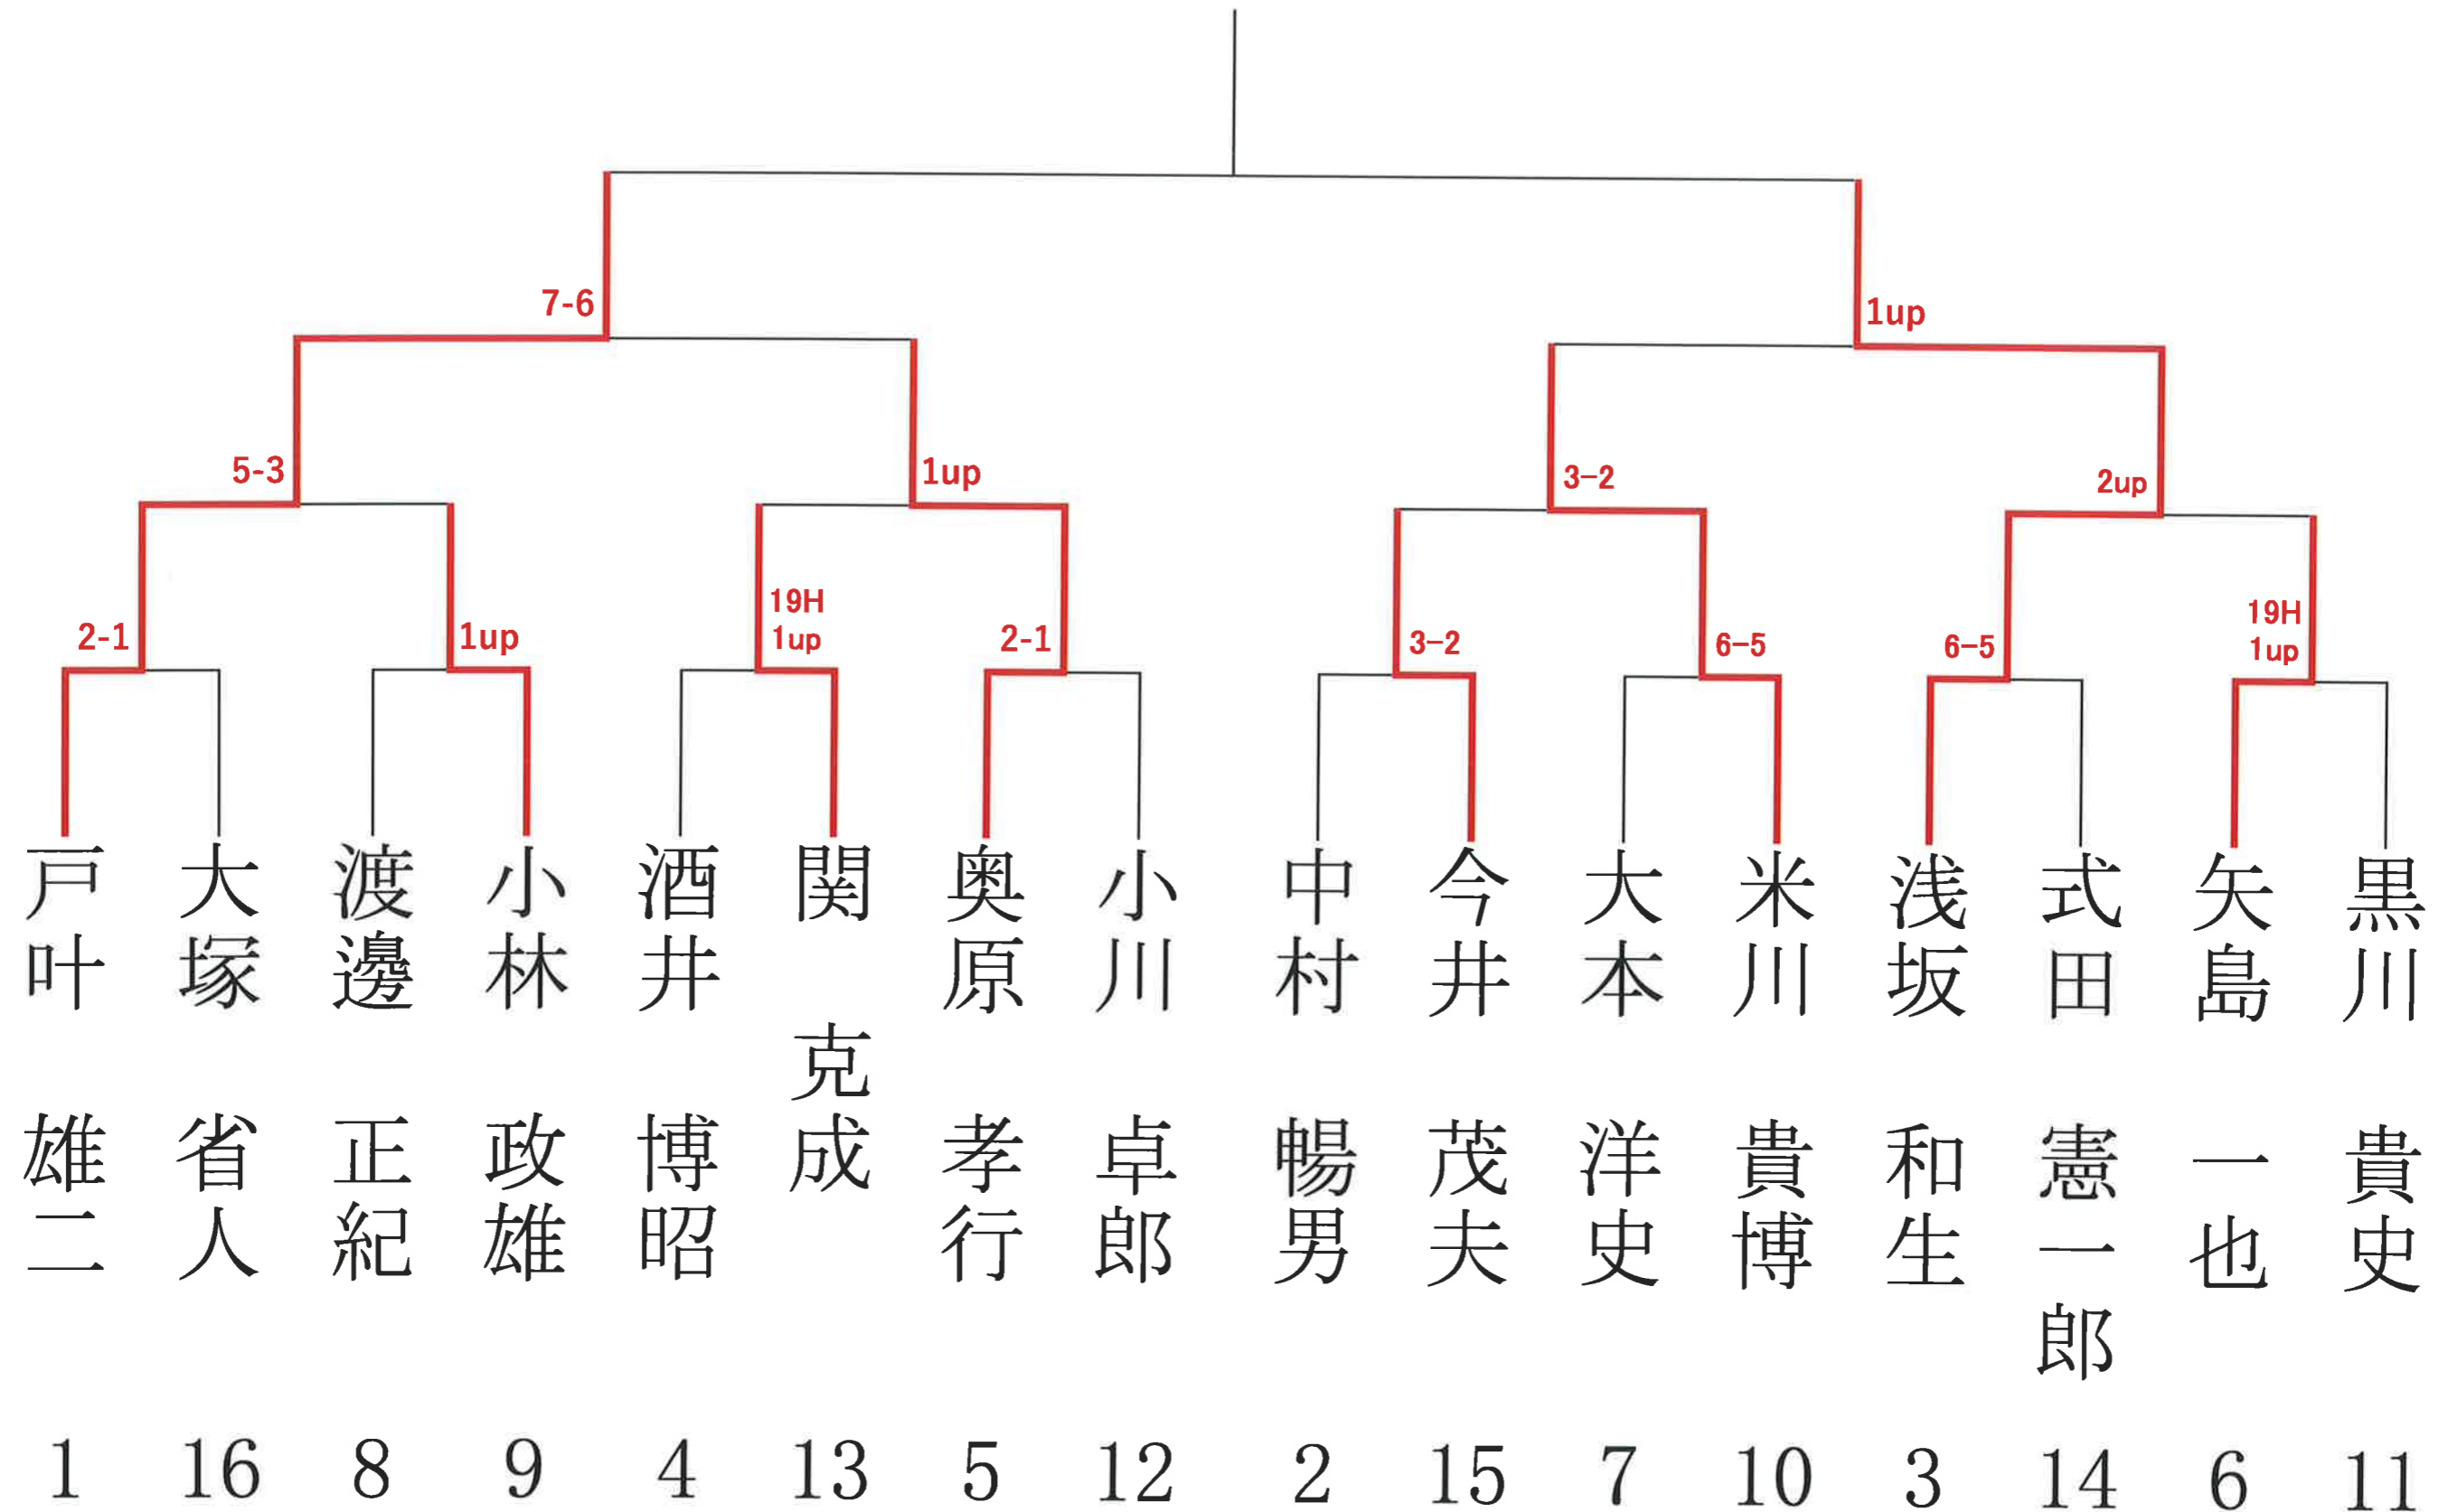 7-6
1up
5-3
1up
3-2
2up
2-1
1up
19H
1up
2-1
3-2
6-5
6-5
19H
1up
戸叶 雄二
大塚 省人
渡邊 正紀
小林 政雄
酒井 博昭
関 克成
奥原 孝行
小川 卓郎
中村 暢男
今井 茂夫
大本 洋史
米川 貴博
浅坂 和生
式田 憲一郎
矢島 一也
黒川 貴史
1 16 8 9 4 13 5 12 2 15 7 10 3 14 6 11